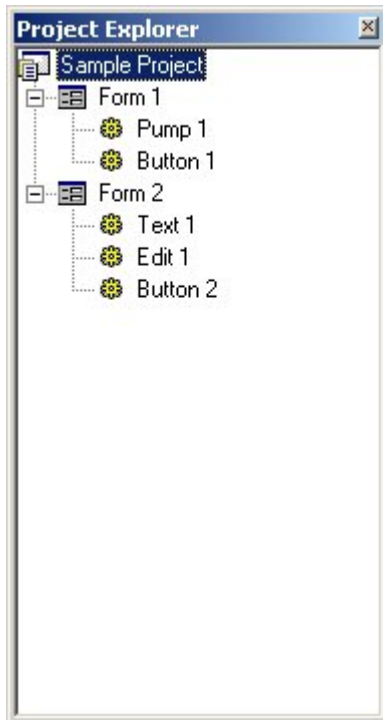 Project Explorer
Sample Project
Form 1
Pump 1
Button 1
Form 2
Text 1
Edit 1
Button 2